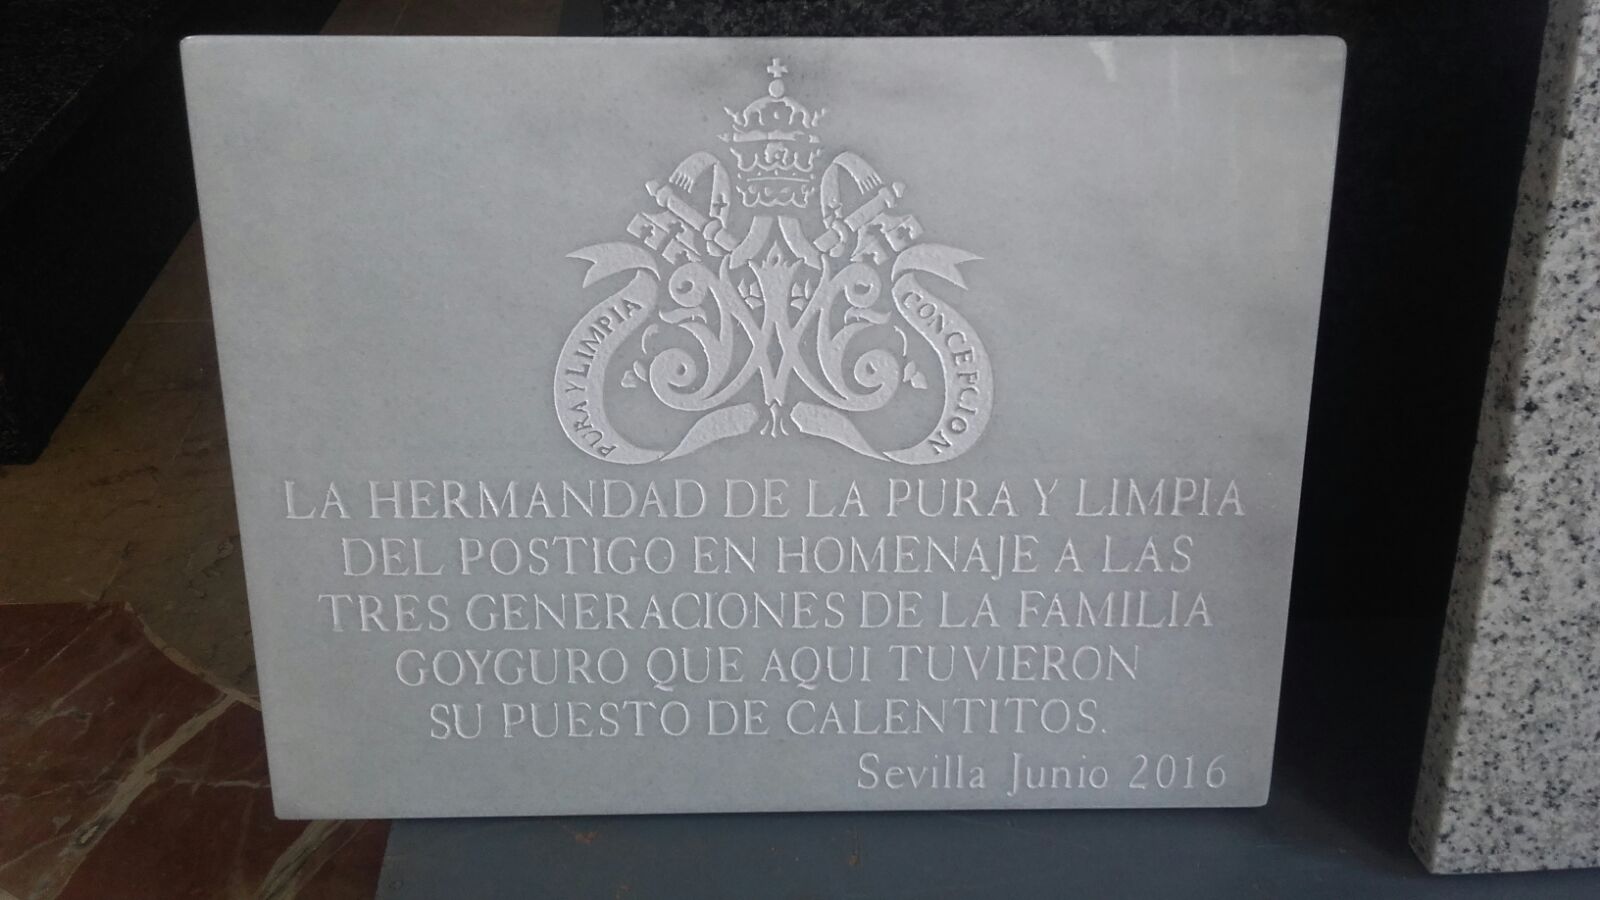 PURA Y LIMPIA
CONCEPCION
LA HERMANDAD DE LA PURA Y LIMPIA
DEL POSTIGO EN HOMENAJE A LAS
TRES GENERACIONES DE LA FAMILIA
GOYGURO QUE AQUI TUVIERON
SU PUESTO DE CALENTITOS.
Sevilla Junio 2016